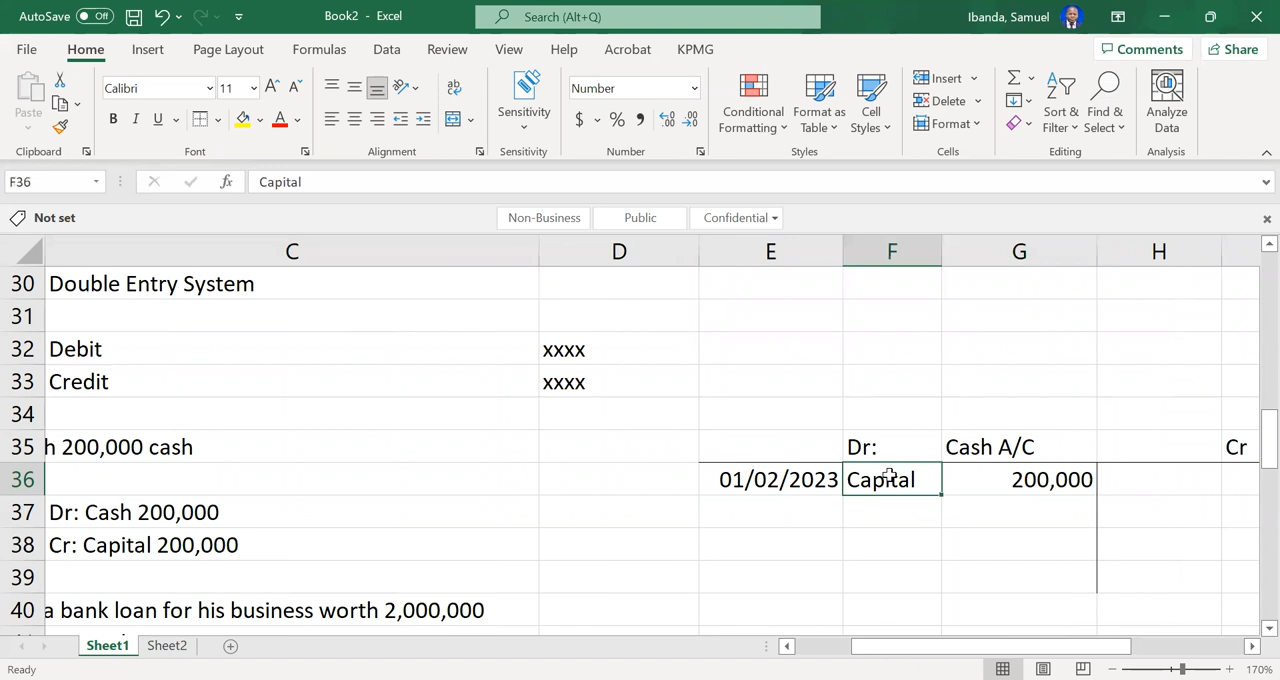 AutoSave Off Book2 - Excel Search (Alt+Q) Ibanda, Samuel
File Home Insert Page Layout Formulas Data Review View Help Acrobat KPMG Comments Share
Calibri 11 Number Insert
Paste Sensitivity Conditional Formatting Format as Table Cell Styles Delete Sort & Filter Find & Select Analyze Data
B I U $ % Format
Clipboard Font Alignment Sensitivity Number Styles Cells Editing Analysis
F36 fx Capital
Not set Non-Business Public Confidential
C D E F G H
30 Double Entry System
31
32 Debit xxxx
33 Credit xxxx
34
35 h 200,000 cash Dr: Cash A/C Cr
36 01/02/2023 Capital 200,000
37 Dr: Cash 200,000
38 Cr: Capital 200,000
39
40 a bank loan for his business worth 2,000,000
Sheet1 Sheet2
Ready 170%